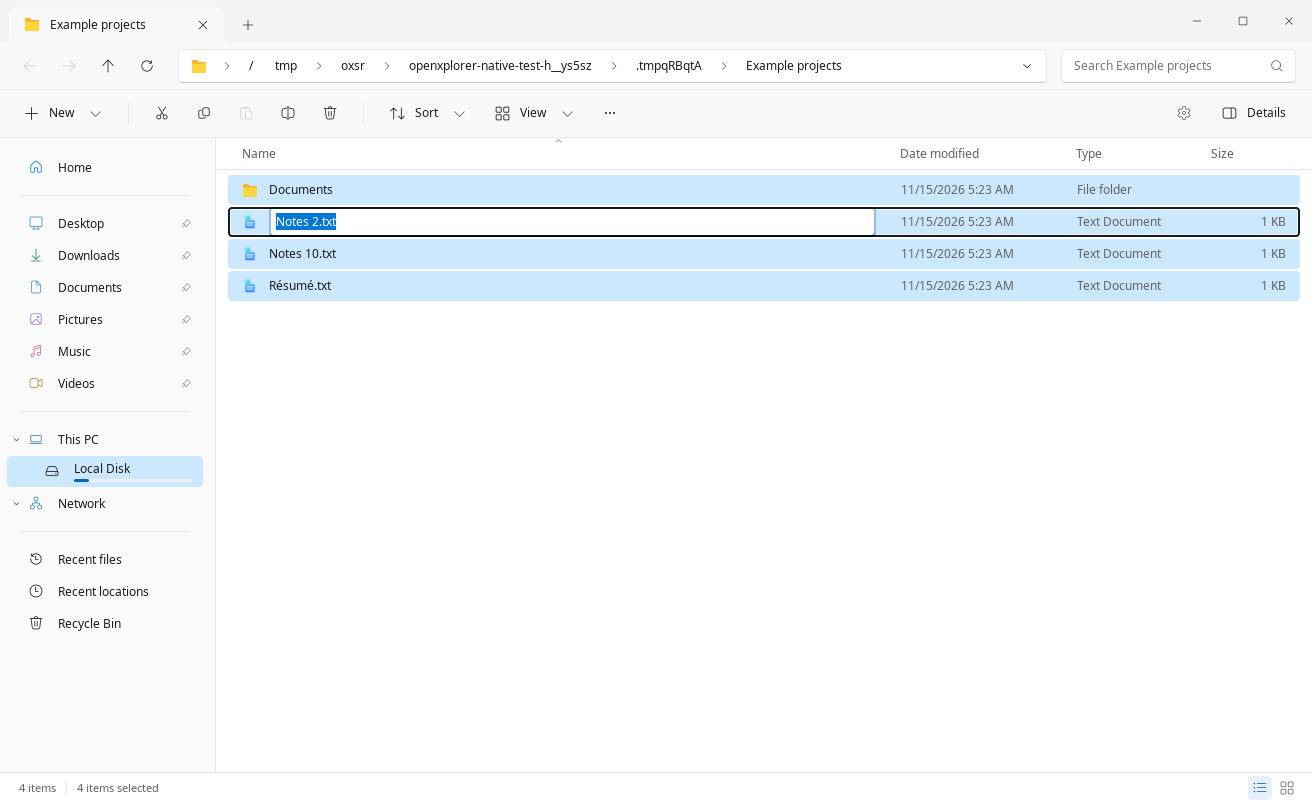 Example projects
/ tmp oxsr openxplorer-native-test-h__ys5sz .tmpqRBqtA Example projects
Search Example projects
New Sort View Details
Name Date modified Type Size
Home
Desktop
Downloads
Documents
Pictures
Music
Videos
This PC
Local Disk
Network
Recent files
Recent locations
Recycle Bin
Documents 11/15/2026 5:23 AM File folder
Notes 2.txt 11/15/2026 5:23 AM Text Document 1 KB
Notes 10.txt 11/15/2026 5:23 AM Text Document 1 KB
Résumé.txt 11/15/2026 5:23 AM Text Document 1 KB
4 items 4 items selected